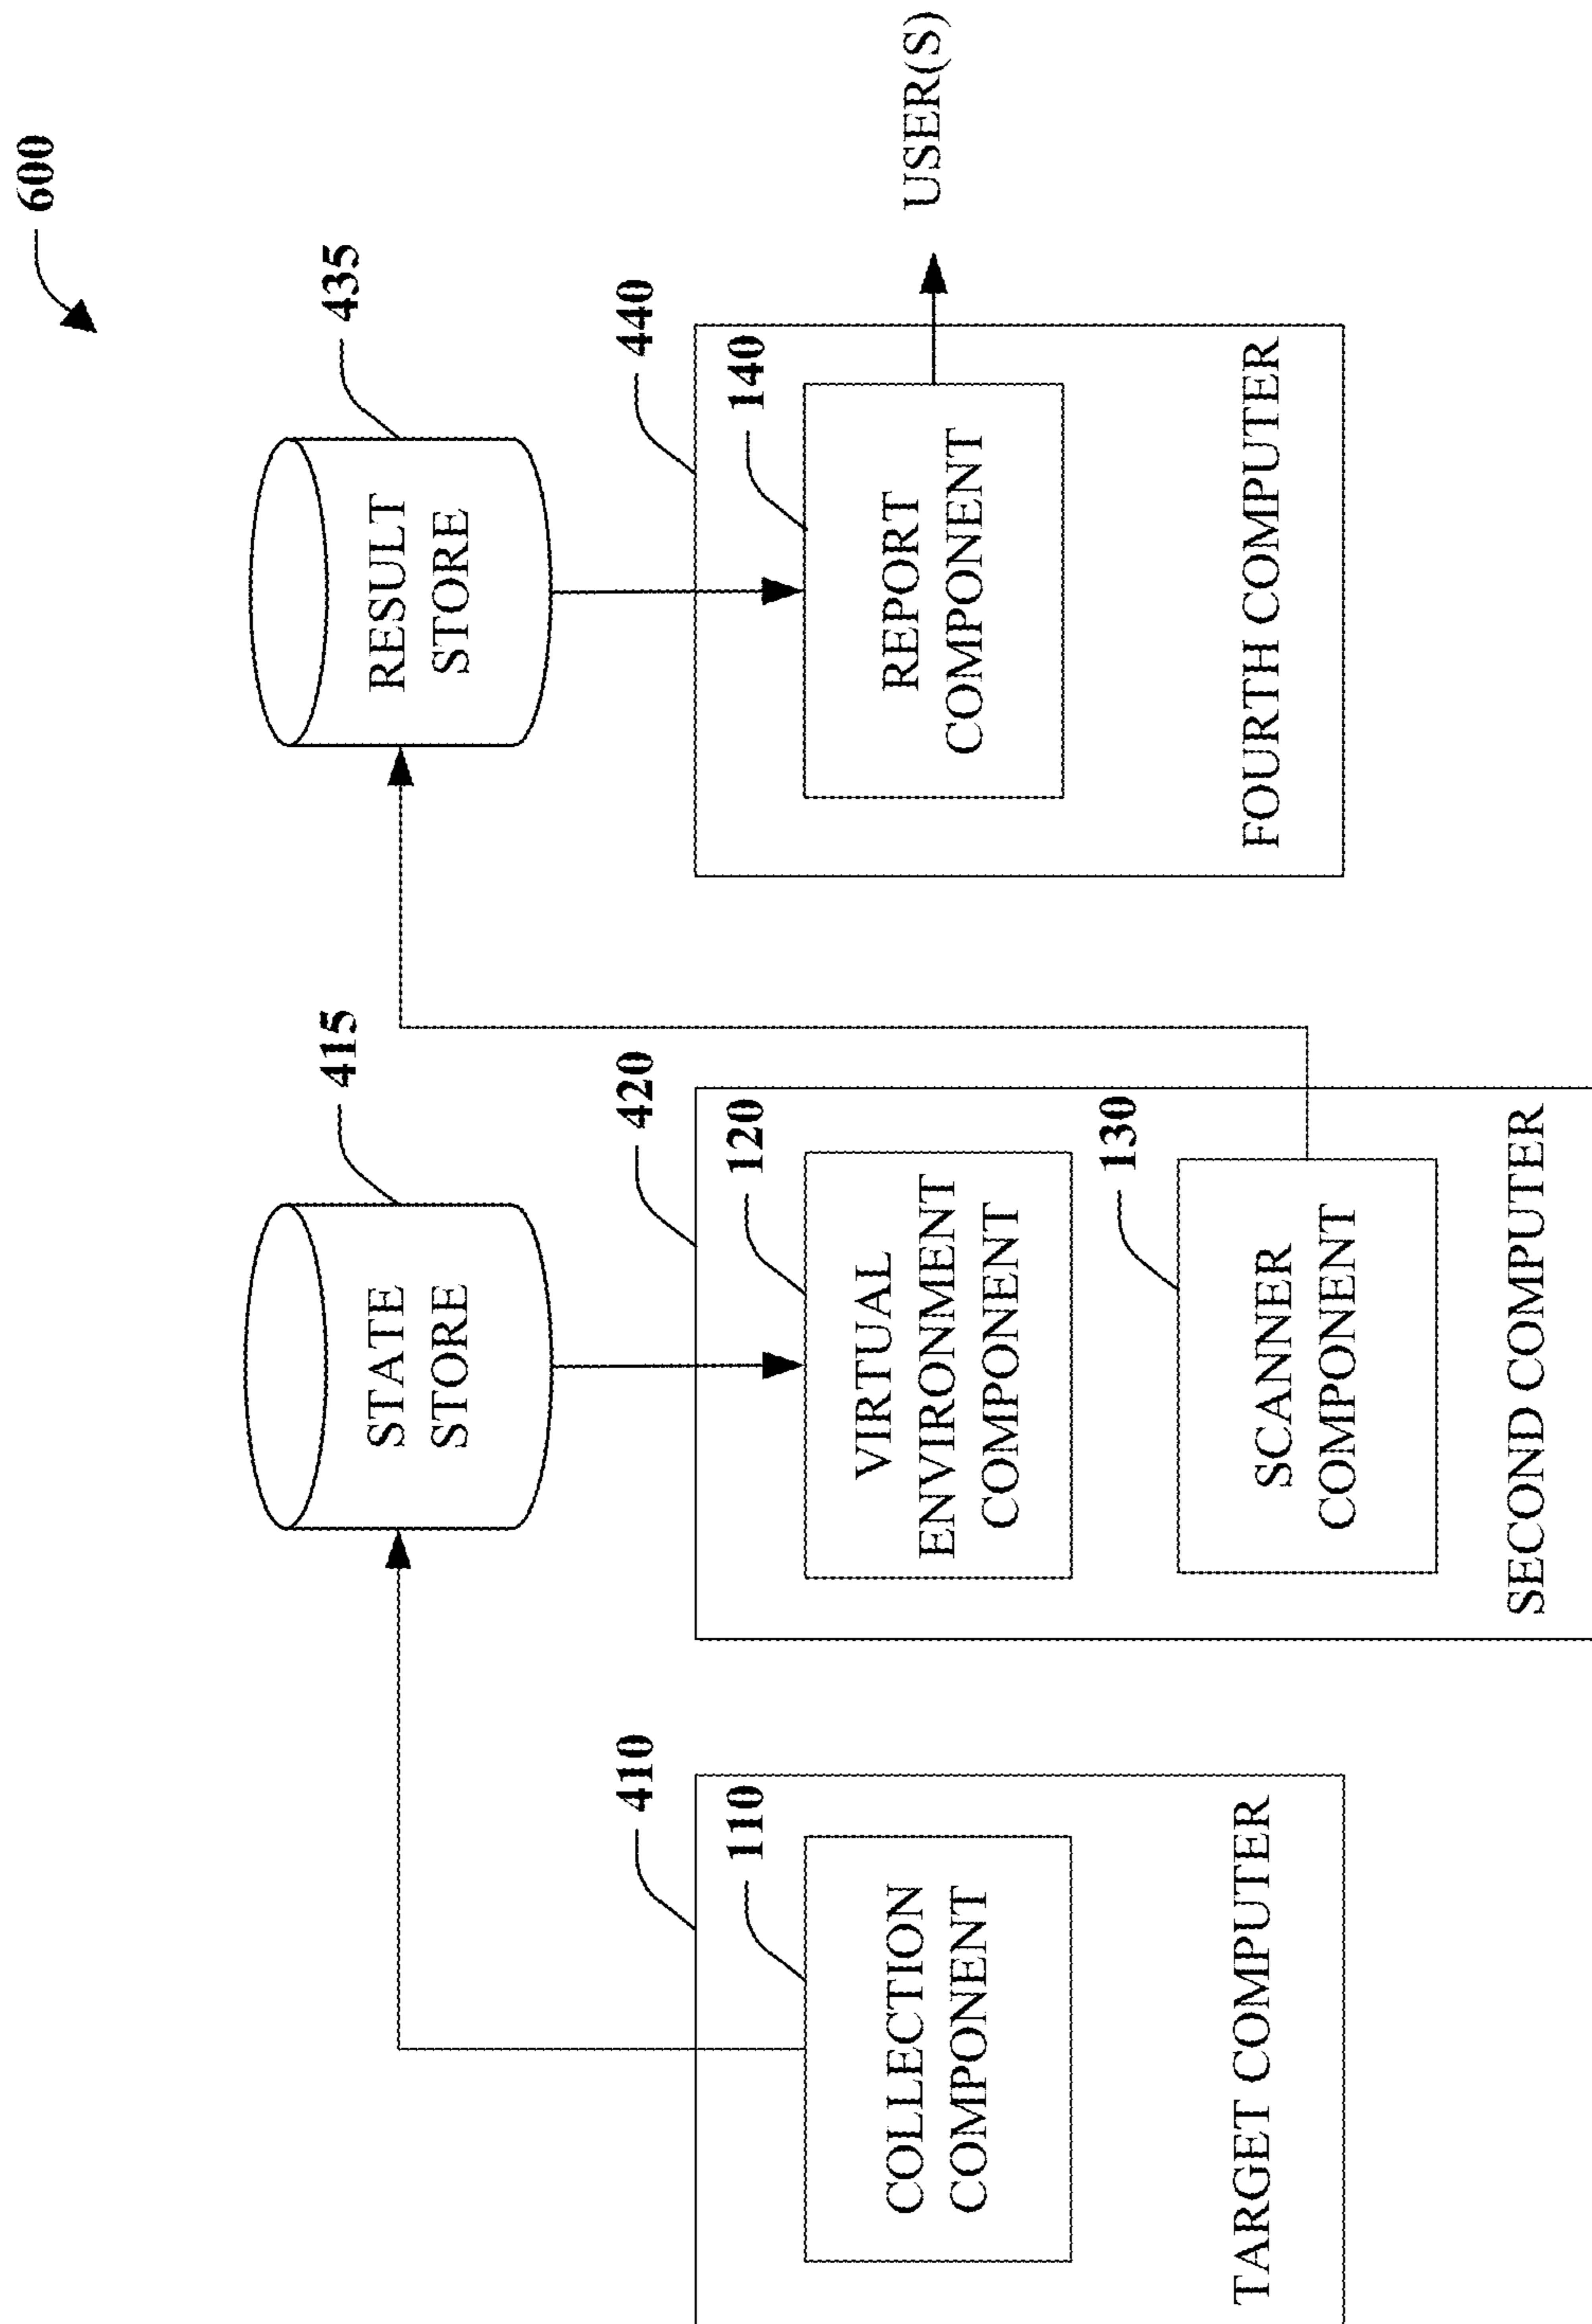 600
415
STATE
STORE
435
RESULT
STORE
410
110
COLLECTION
COMPONENT
TARGET COMPUTER
420
120
VIRTUAL
ENVIRONMENT
COMPONENT
130
SCANNER
COMPONENT
SECOND COMPUTER
440
140
REPORT
COMPONENT
FOURTH COMPUTER
USER(S)